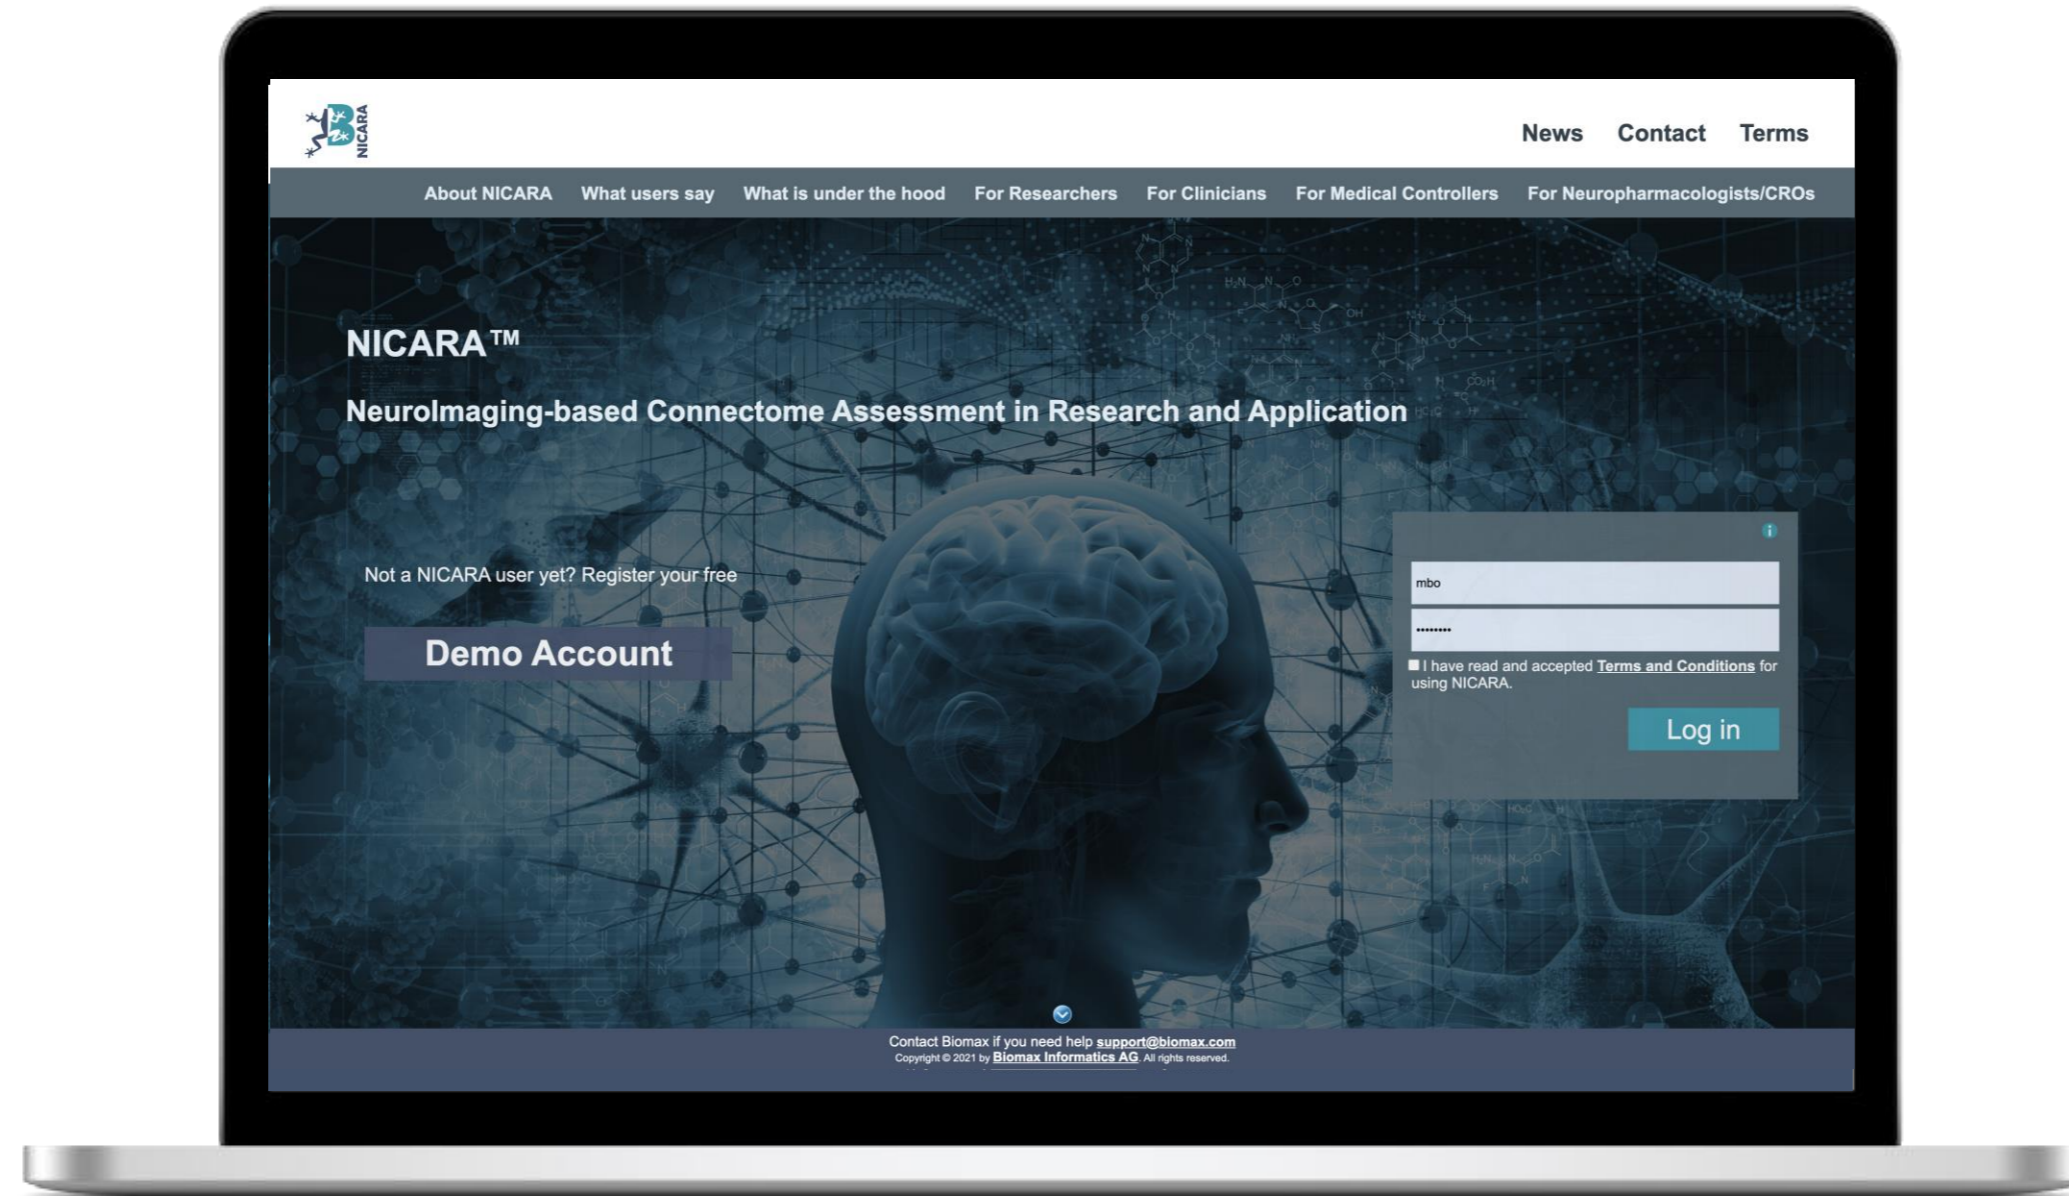 NICARA
News Contact Terms
About NICARA What users say What is under the hood For Researchers For Clinicians For Medical Controllers For Neuropharmacologists/CROs
NICARA™
NeuroImaging-based Connectome Assessment in Research and Application
Not a NICARA user yet? Register your free
Demo Account
mbo
••••••••
I have read and accepted Terms and Conditions for
using NICARA.
Log in
Contact Biomax if you need help support@biomax.com
Copyright © 2021 by Biomax Informatics AG. All rights reserved.